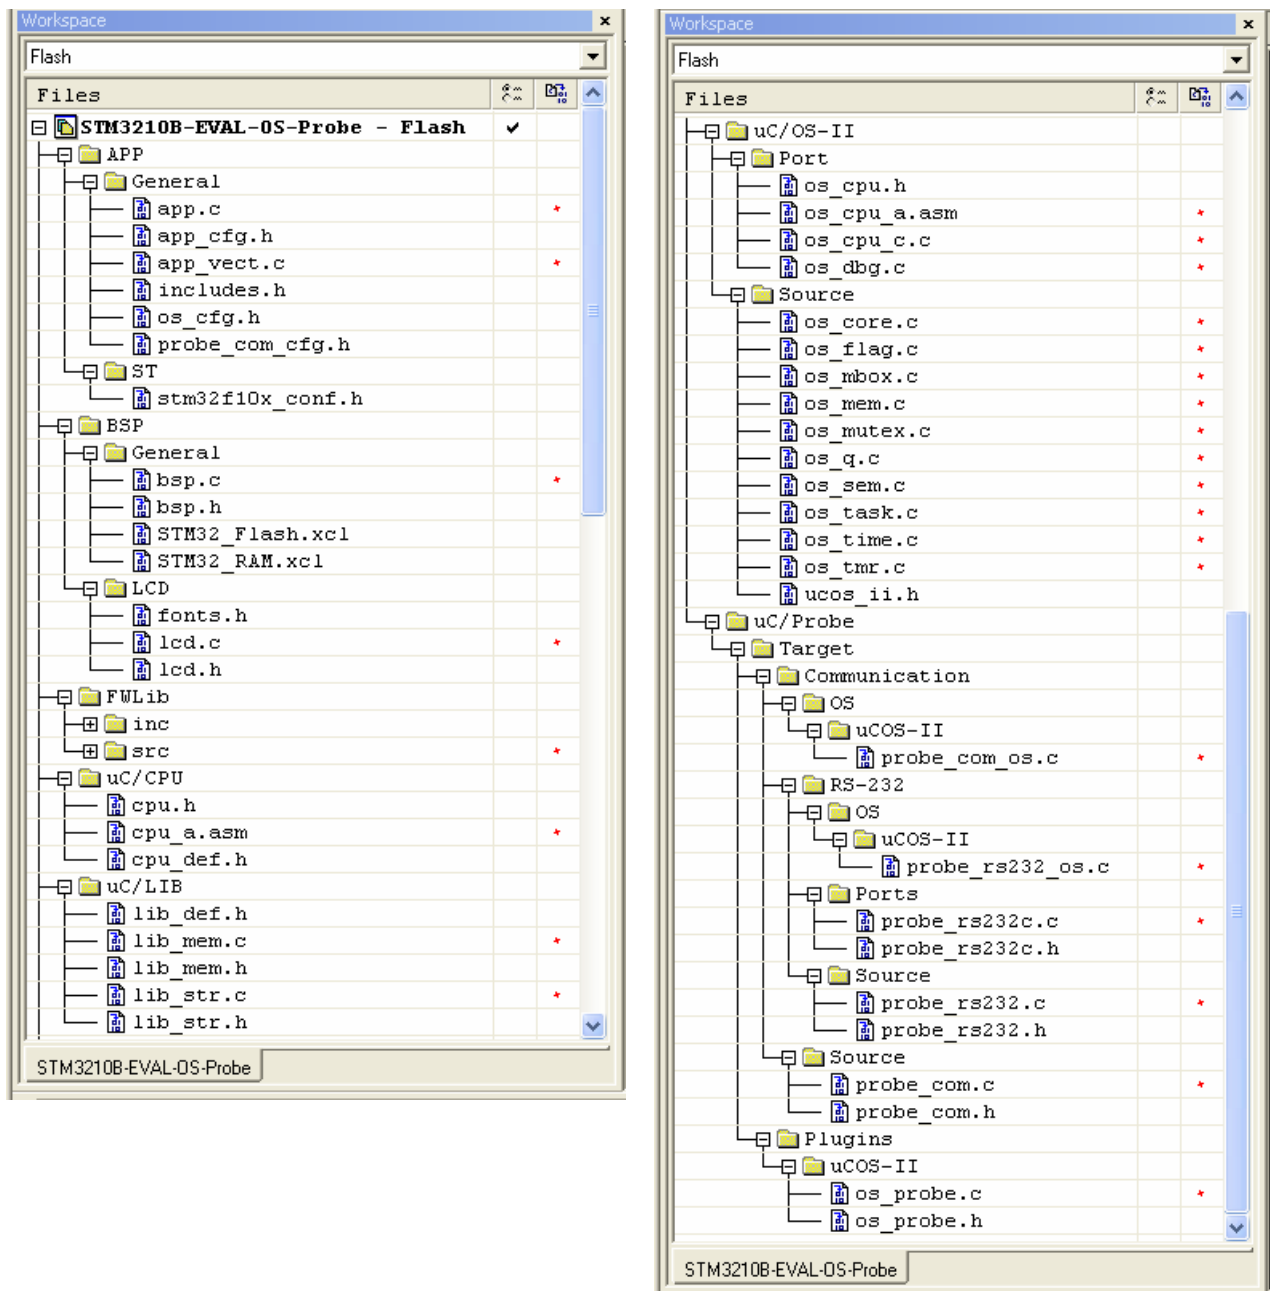 Workspace
Flash
Files
STM3210B-EVAL-OS-Probe - Flash
APP
General
app.c
app_cfg.h
app_vect.c
includes.h
os_cfg.h
probe_com_cfg.h
ST
stm32f10x_conf.h
BSP
General
bsp.c
bsp.h
STM32_Flash.xcl
STM32_RAM.xcl
LCD
fonts.h
lcd.c
lcd.h
FWLib
inc
src
uC/CPU
cpu.h
cpu_a.asm
cpu_def.h
uC/LIB
lib_def.h
lib_mem.c
lib_mem.h
lib_str.c
lib_str.h
STM3210B-EVAL-OS-Probe
Workspace
Flash
Files
uC/OS-II
Port
os_cpu.h
os_cpu_a.asm
os_cpu_c.c
os_dbg.c
Source
os_core.c
os_flag.c
os_mbox.c
os_mem.c
os_mutex.c
os_q.c
os_sem.c
os_task.c
os_time.c
os_tmr.c
ucos_ii.h
uC/Probe
Target
Communication
OS
uCOS-II
probe_com_os.c
RS-232
OS
uCOS-II
probe_rs232_os.c
Ports
probe_rs232c.c
probe_rs232c.h
Source
probe_rs232.c
probe_rs232.h
Source
probe_com.c
probe_com.h
Plugins
uCOS-II
os_probe.c
os_probe.h
STM3210B-EVAL-OS-Probe